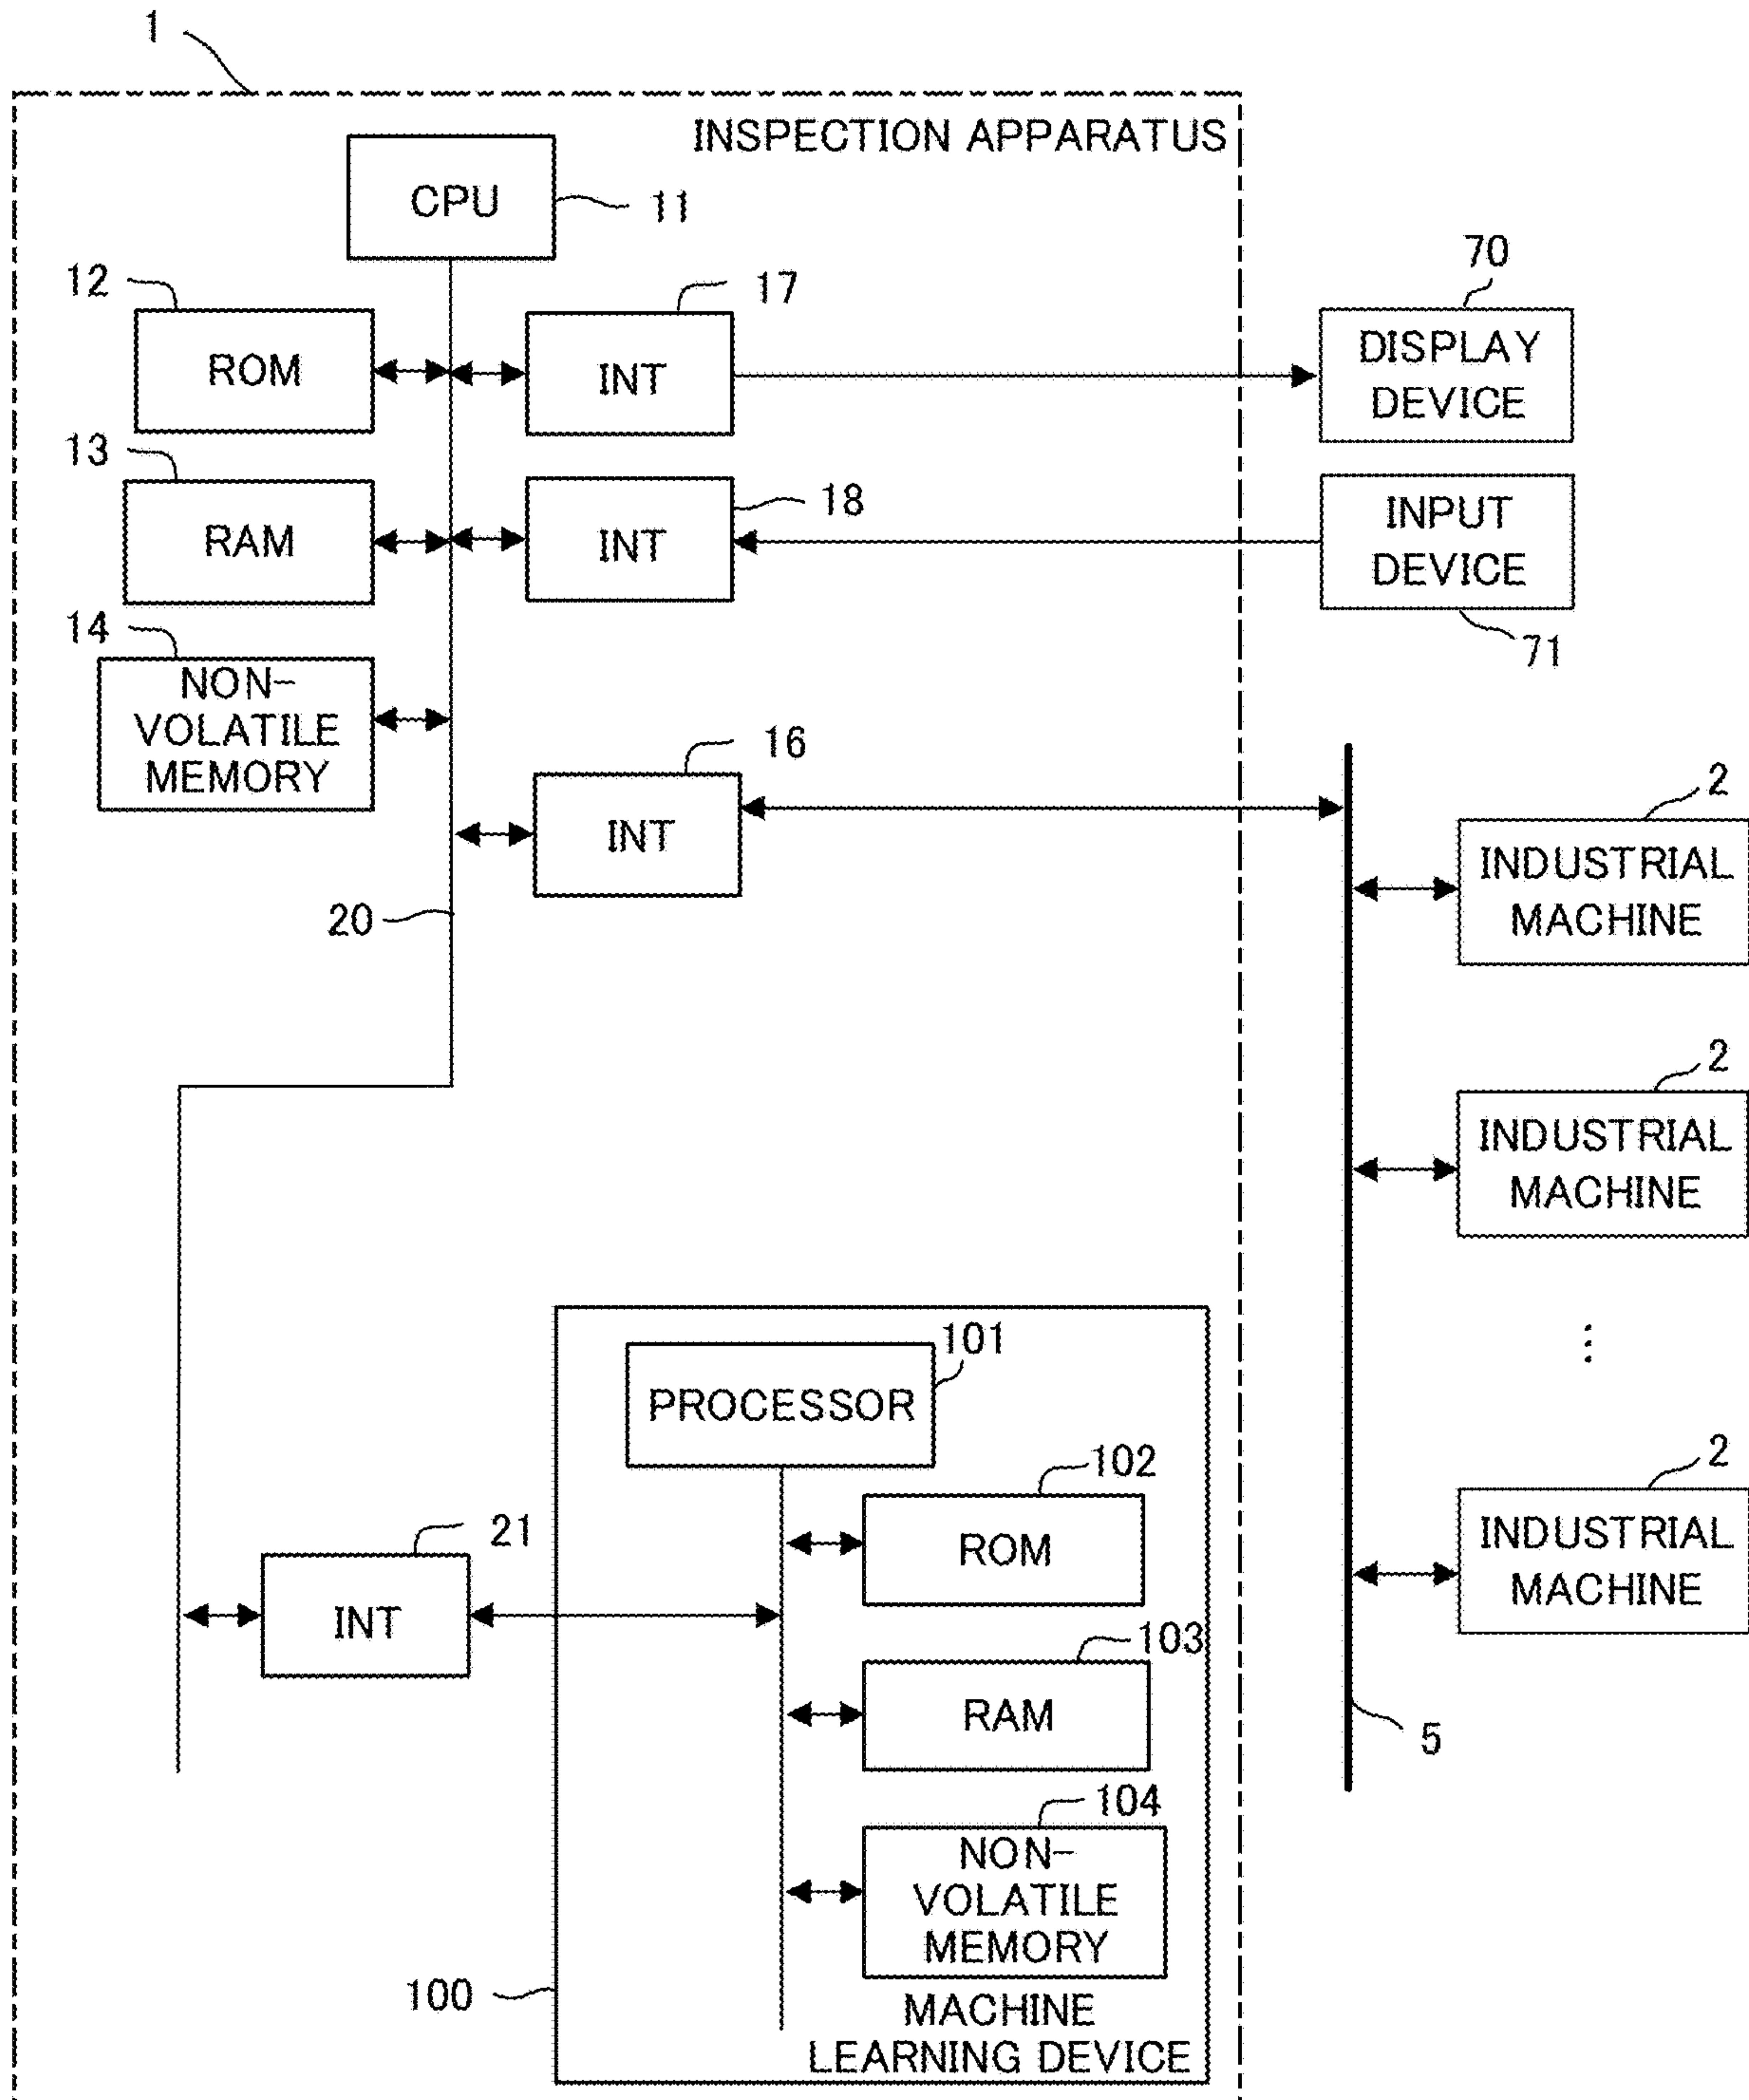 1
INSPECTION APPARATUS
CPU
11
12
ROM
17
INT
70
DISPLAY
DEVICE
13
RAM
18
INT
INPUT
DEVICE
71
14
NON-
VOLATILE
MEMORY
16
INT
20
2
INDUSTRIAL
MACHINE
2
INDUSTRIAL
MACHINE
⋮
2
INDUSTRIAL
MACHINE
5
21
INT
101
PROCESSOR
102
ROM
103
RAM
104
NON-
VOLATILE
MEMORY
100
MACHINE
LEARNING DEVICE